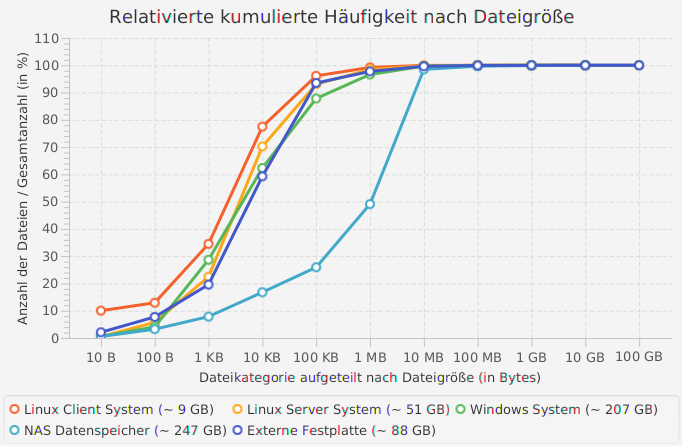 Relativierte kumulierte Häufigkeit nach Dateigröße
Anzahl der Dateien / Gesamtanzahl (in %)
110
100
90
80
70
60
50
40
30
20
10
0
10 B 100 B 1 KB 10 KB 100 KB 1 MB 10 MB 100 MB 1 GB 10 GB 100 GB
Dateikategorie aufgeteilt nach Dateigröße (in Bytes)
Linux Client System (~ 9 GB) Linux Server System (~ 51 GB) Windows System (~ 207 GB)
NAS Datenspeicher (~ 247 GB) Externe Festplatte (~ 88 GB)